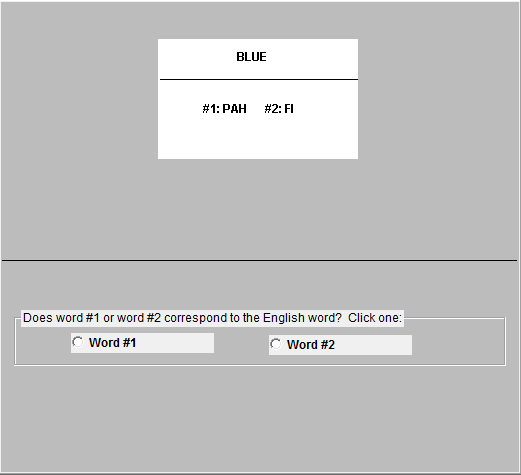 BLUE
#1: PAH #2: FI
Does word #1 or word #2 correspond to the English word? Click one:
Word #1 Word #2